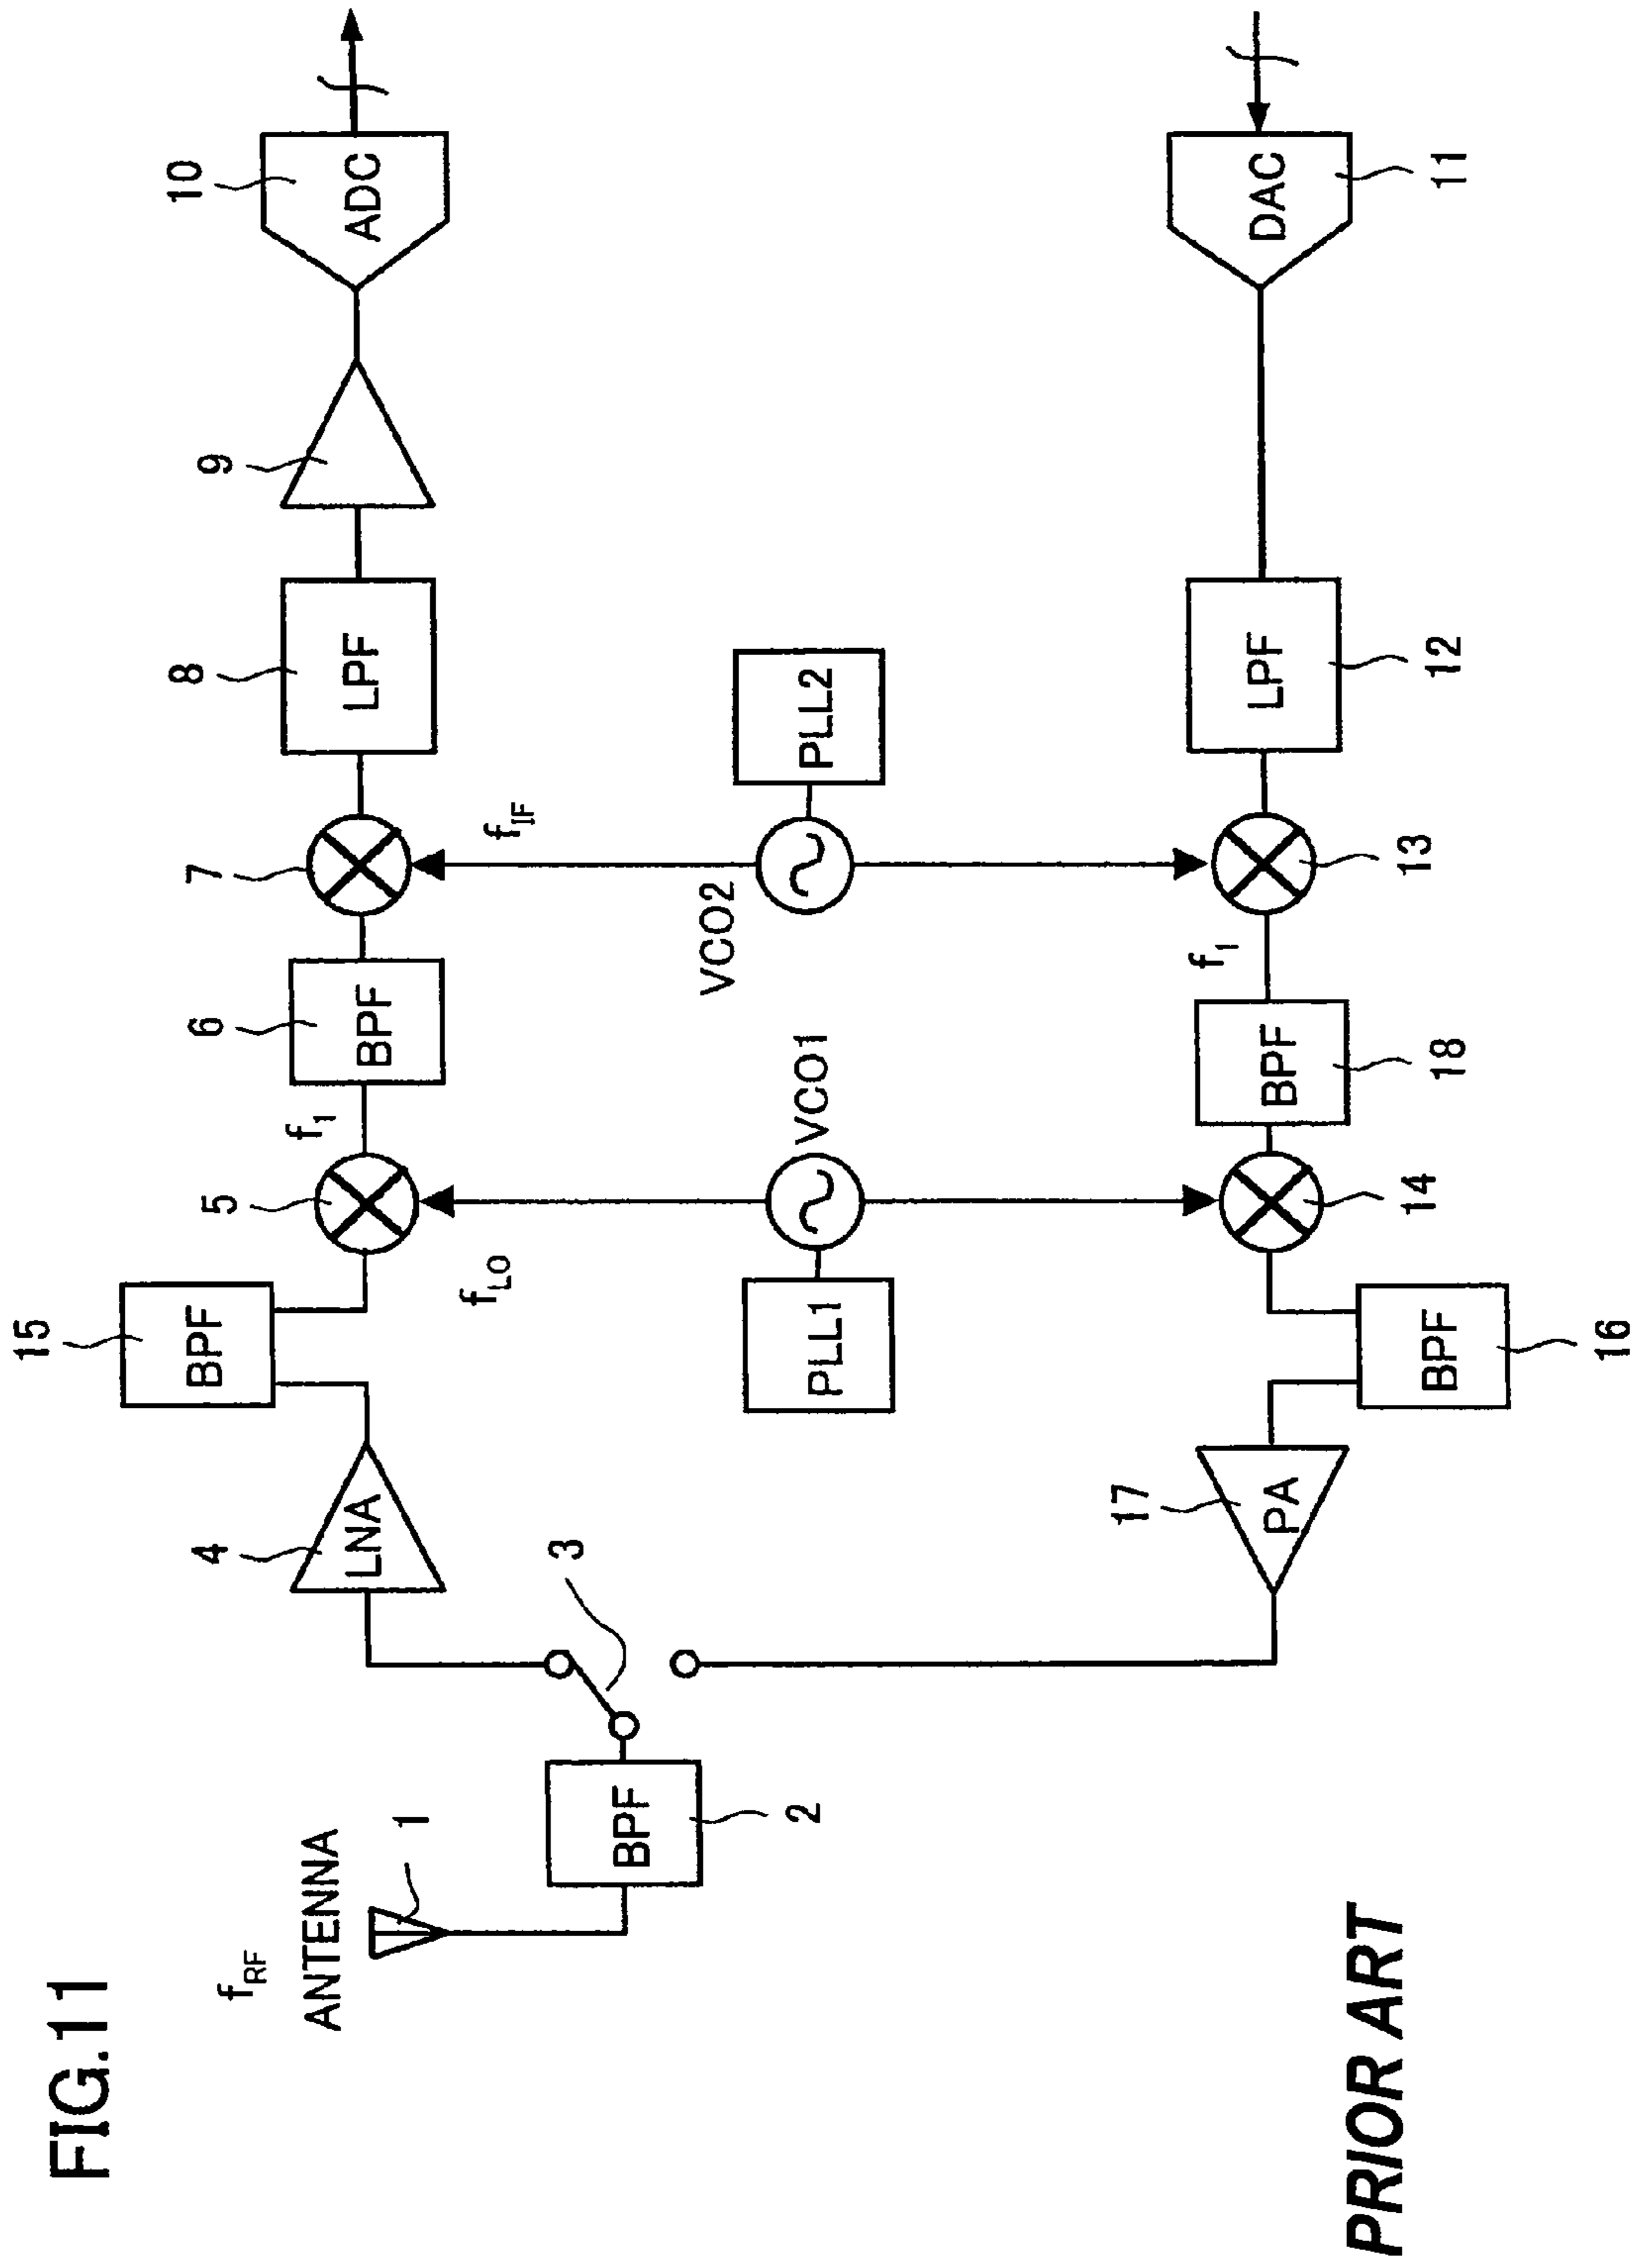 FIG.11
f_RF
ANTENNA
1
BPF
2
3
4
LNA
15
BPF
5
f_LO
f_1
6
BPF
7
f_IF
8
LPF
9
10
ADC
PLL1
VCO1
VCO2
PLL2
17
PA
BPF
16
14
BPF
18
f_1
13
LPF
12
DAC
11
PRIOR ART